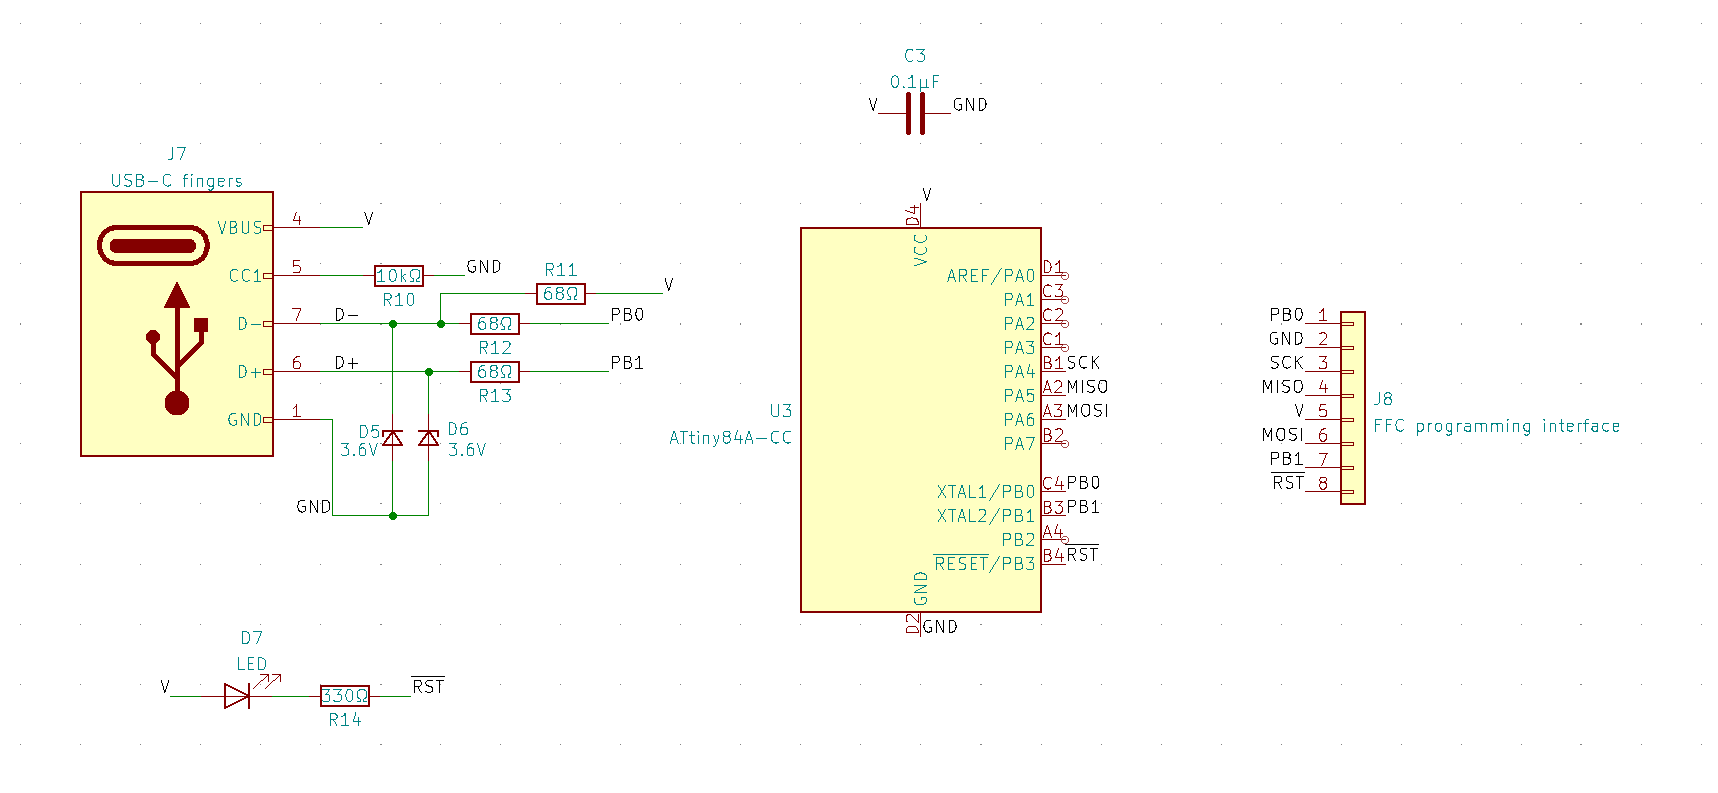 C3
0.1µF
V
GND
J7
USB-C fingers
VBUS
4
V
CC1
5
10kΩ
GND
R10
R11
68Ω
V
D-
7
D-
68Ω
PB0
R12
D+
6
D+
68Ω
PB1
R13
GND
1
D5
3.6V
D6
3.6V
GND
D7
LED
V
330Ω
RST
R14
V
D4
VCC
U3
ATtiny84A-CC
AREF/PA0 D1
PA1 C3
PA2 C2
PA3 C1
PA4 B1 SCK
PA5 A2 MISO
PA6 A3 MOSI
PA7 B2
XTAL1/PB0 C4 PB0
XTAL2/PB1 B3 PB1
PB2 A4
RESET/PB3 B4 RST
GND
D2
GND
PB0 1
GND 2
SCK 3
MISO 4
V 5
MOSI 6
PB1 7
RST 8
J8
FFC programming interface